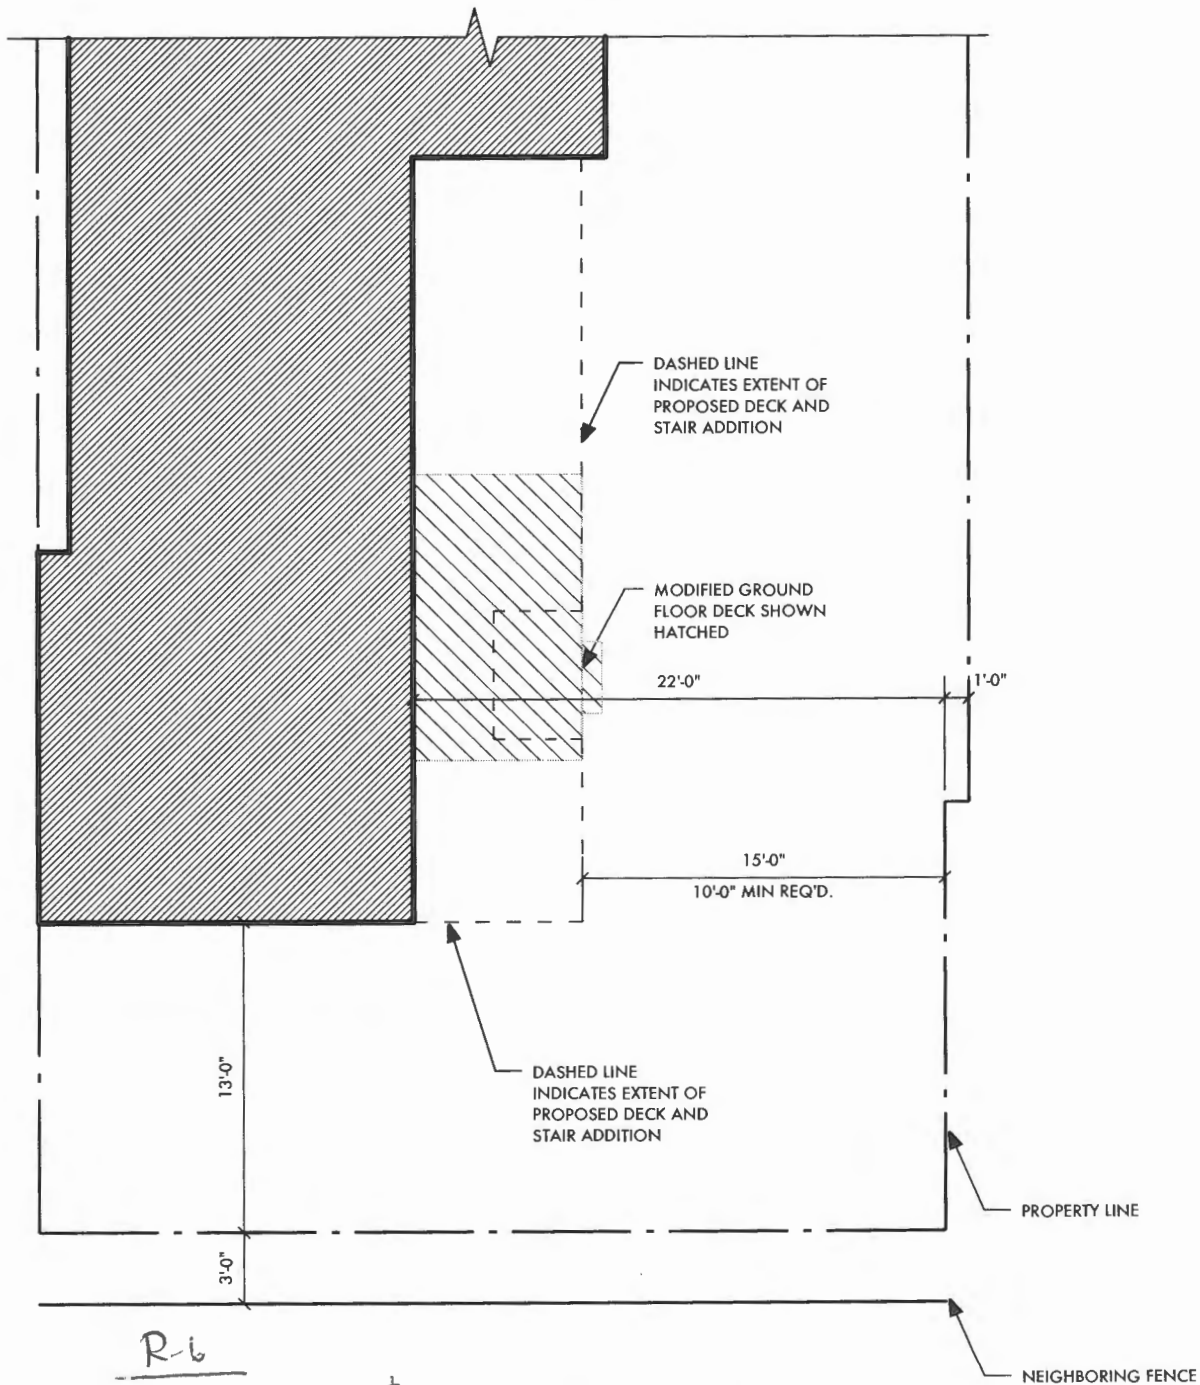 DASHED LINE
INDICATES EXTENT OF
PROPOSED DECK AND
STAIR ADDITION
MODIFIED GROUND
FLOOR DECK SHOWN
HATCHED
22'-0"
1'-0"
15'-0"
10'-0" MIN REQ'D.
13'-0"
DASHED LINE
INDICATES EXTENT OF
PROPOSED DECK AND
STAIR ADDITION
PROPERTY LINE
3'-0"
R-6
NEIGHBORING FENCE